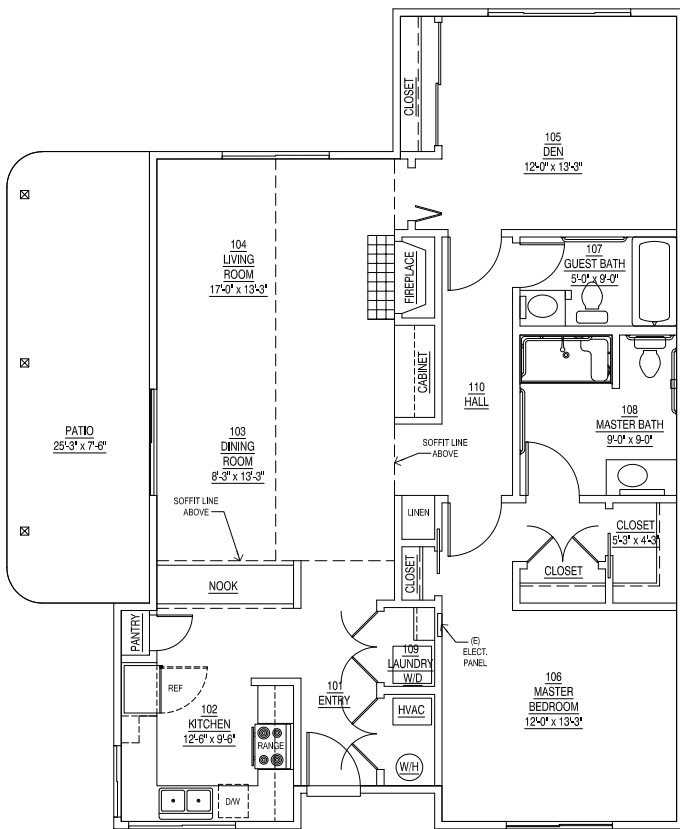 CLOSET
105
DEN
12'-0" x 13'-3"
104
LIVING
ROOM
17'-0" x 13'-3"
FIREPLACE
107
GUEST BATH
5'-0" x 9'-0"
CABINET
110
HALL
108
MASTER BATH
9'-0" x 9'-0"
PATIO
25'-3" x 7'-6"
103
DINING
ROOM
8'-3" x 13'-3"
SOFFIT LINE
ABOVE
SOFFIT LINE
ABOVE
LINEN
CLOSET
5'-3" x 4'-3"
CLOSET
CLOSET
NOOK
PANTRY
(E)
ELECT.
PANEL
109
LAUNDRY
W/D
REF
101
ENTRY
102
KITCHEN
12'-6" x 9'-6"
RANGE
HVAC
W/H
D/W
106
MASTER
BEDROOM
12'-0" x 13'-3"